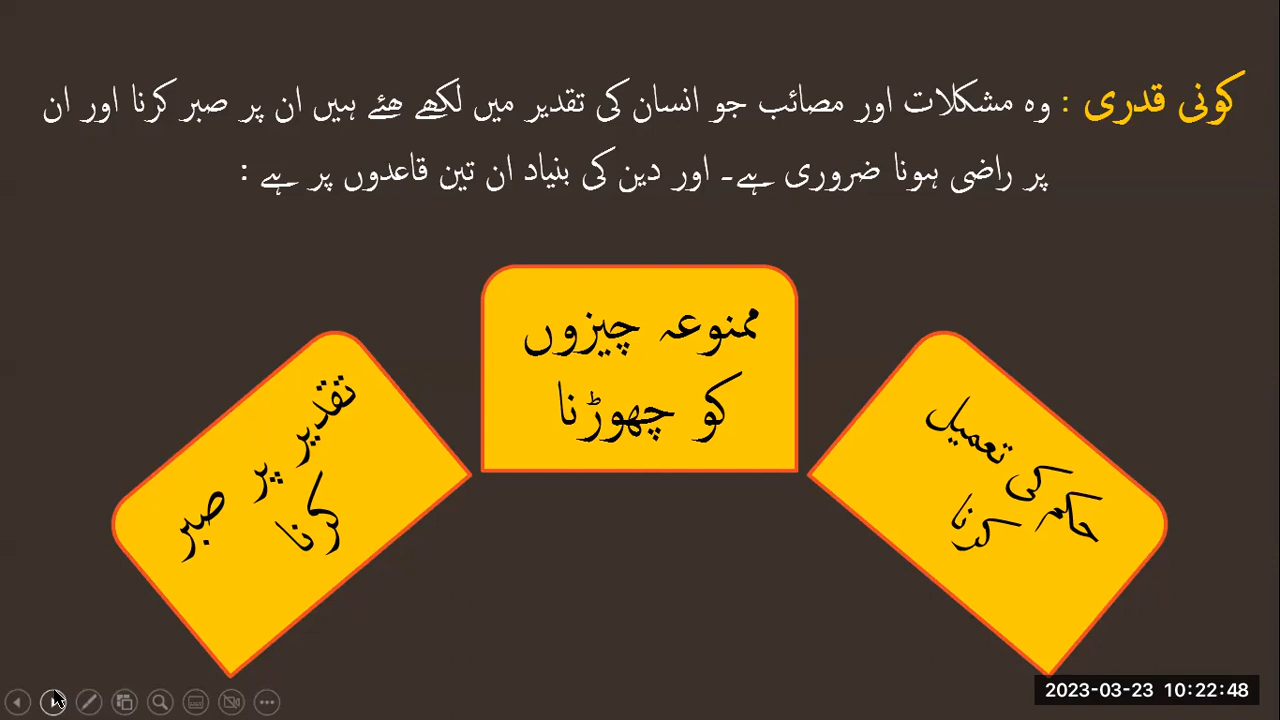 کونی قدری : وہ مشکلات اور مصائب جو انسان کی تقدیر میں لکھے ھئے ہیں ان پر صبر کرنا اور ان
پر راضی ہونا ضروری ہے۔ اور دین کی بنیاد ان تین قاعدوں پر ہے :
حکم کی تعمیل
کرنا
ممنوعہ چیزوں
کو چھوڑنا
تقدیر پر صبر
کرنا
2023-03-23 10:22:48